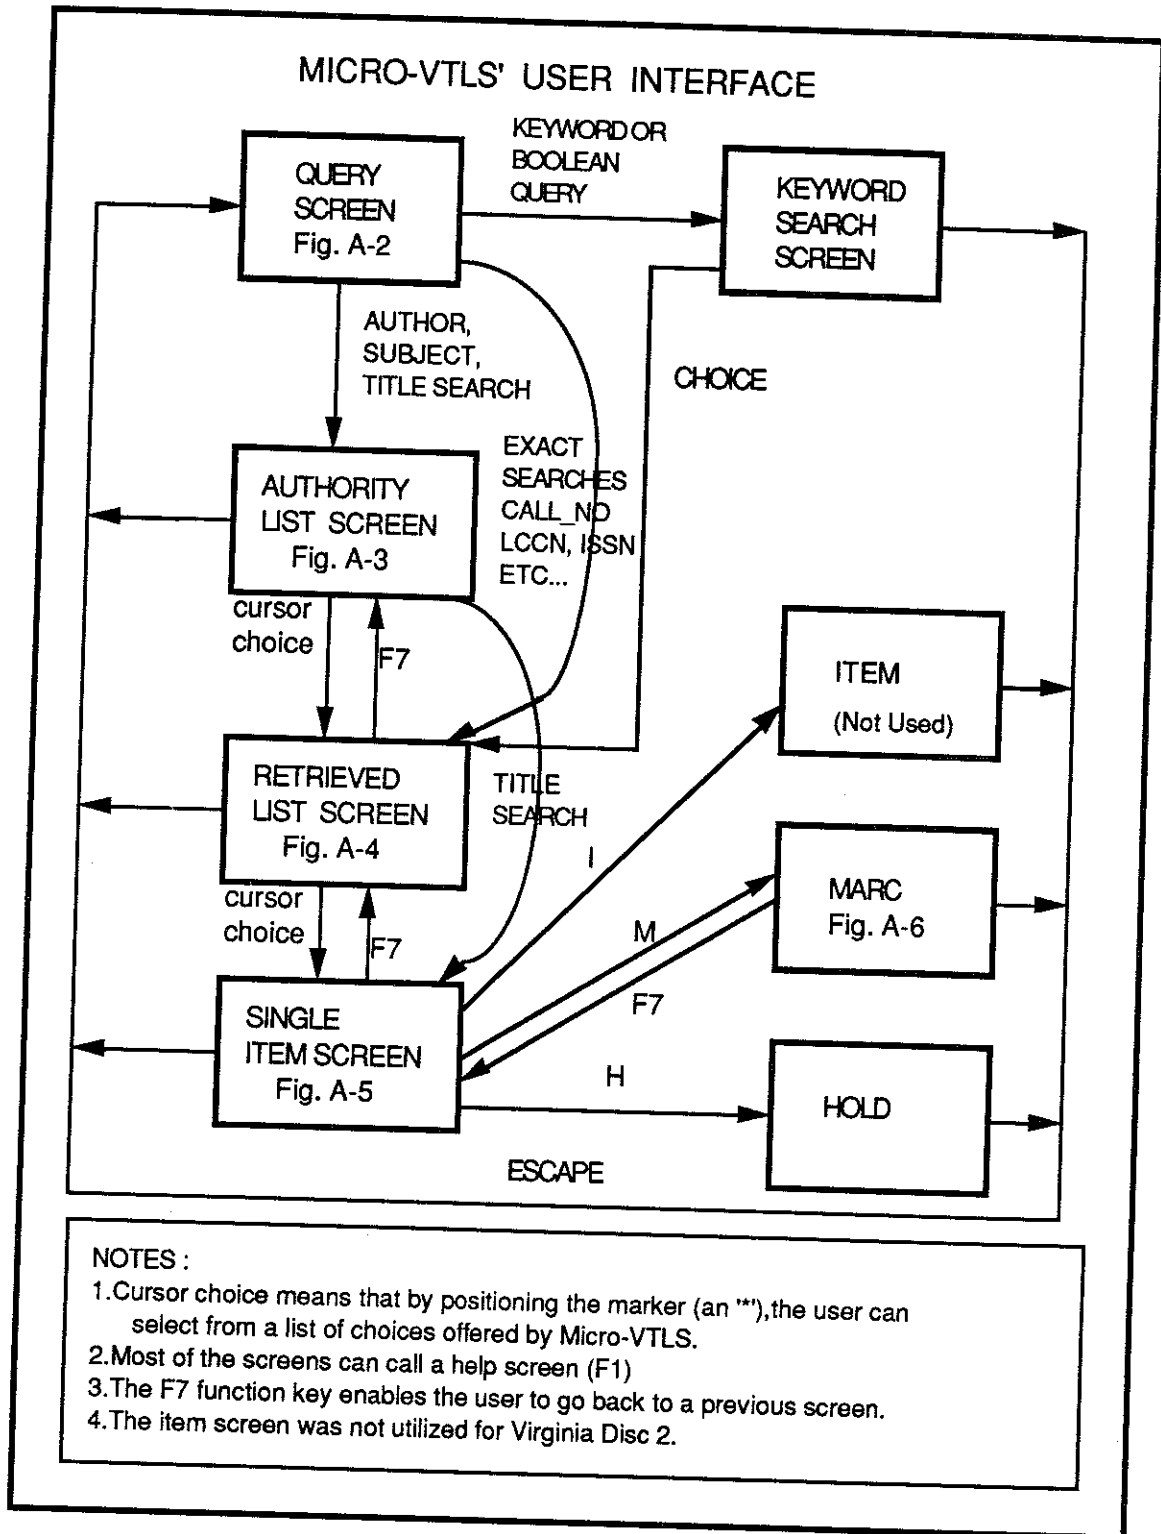 MICRO-VTLS' USER INTERFACE
QUERY
SCREEN
Fig. A-2
KEYWORD OR
BOOLEAN
QUERY
KEYWORD
SEARCH
SCREEN
AUTHOR,
SUBJECT,
TITLE SEARCH
CHOICE
AUTHORITY
LIST SCREEN
Fig. A-3
EXACT
SEARCHES
CALL_NO
LCCN, ISSN
ETC...
cursor
choice
F7
ITEM
(Not Used)
RETRIEVED
LIST SCREEN
Fig. A-4
TITLE
SEARCH
I
cursor
choice
F7
M
MARC
Fig. A-6
F7
SINGLE
ITEM SCREEN
Fig. A-5
H
HOLD
ESCAPE
NOTES :
1.Cursor choice means that by positioning the marker (an '*'),the user can
select from a list of choices offered by Micro-VTLS.
2.Most of the screens can call a help screen (F1)
3.The F7 function key enables the user to go back to a previous screen.
4.The item screen was not utilized for Virginia Disc 2.